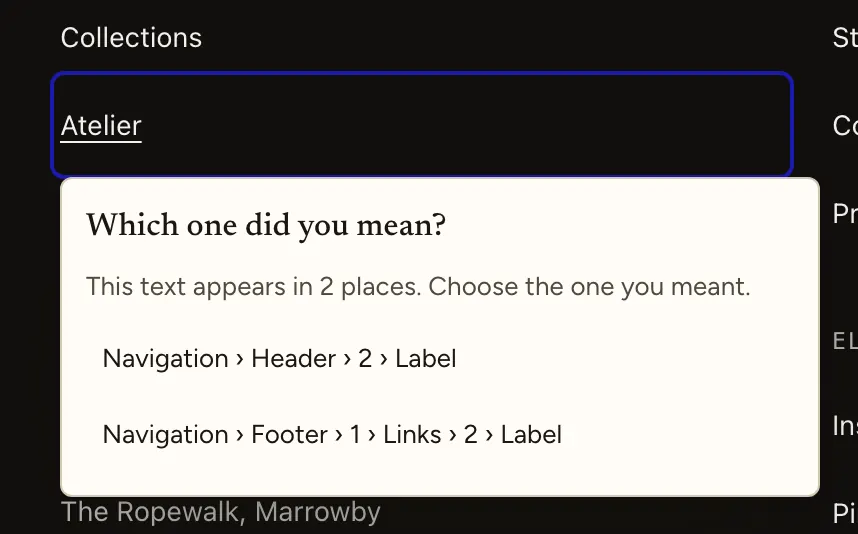 Collections
Atelier
Which one did you mean?
This text appears in 2 places. Choose the one you meant.
Navigation › Header › 2 › Label
Navigation › Footer › 1 › Links › 2 › Label
The Ropewalk, Marrowby